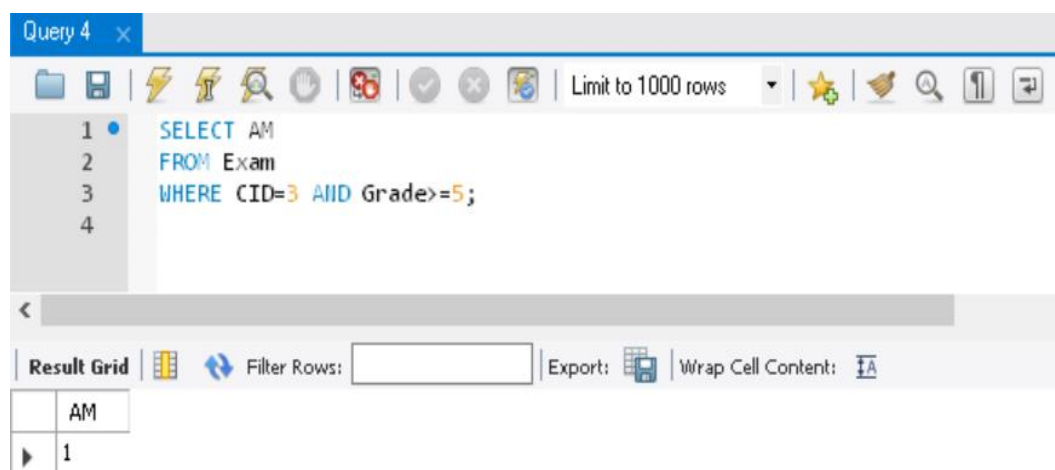 Query 4
Limit to 1000 rows
1 SELECT AM
2 FROM Exam
3 WHERE CID=3 AND Grade>=5;
4
Result Grid Filter Rows: Export: Wrap Cell Content:
AM
1